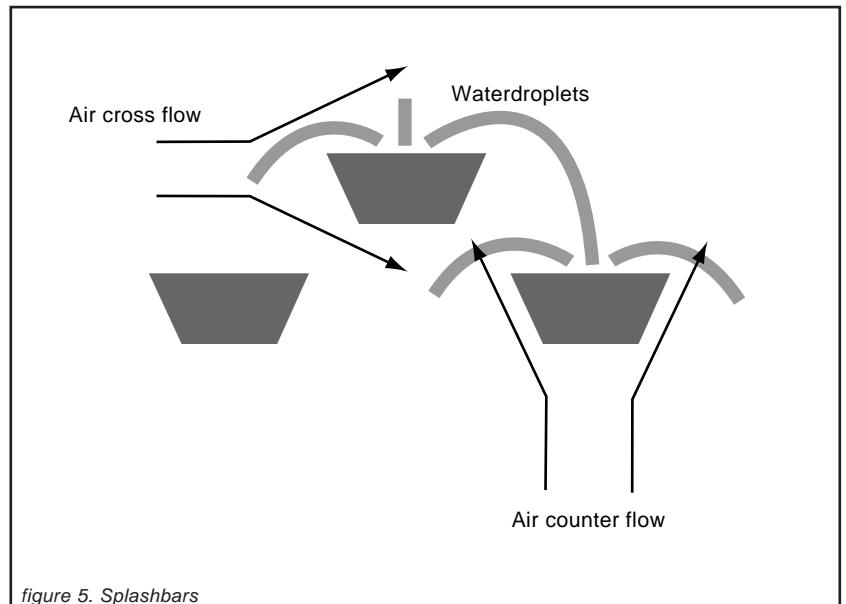 Air cross flow
Waterdroplets
Air counter flow
figure 5. Splashbars